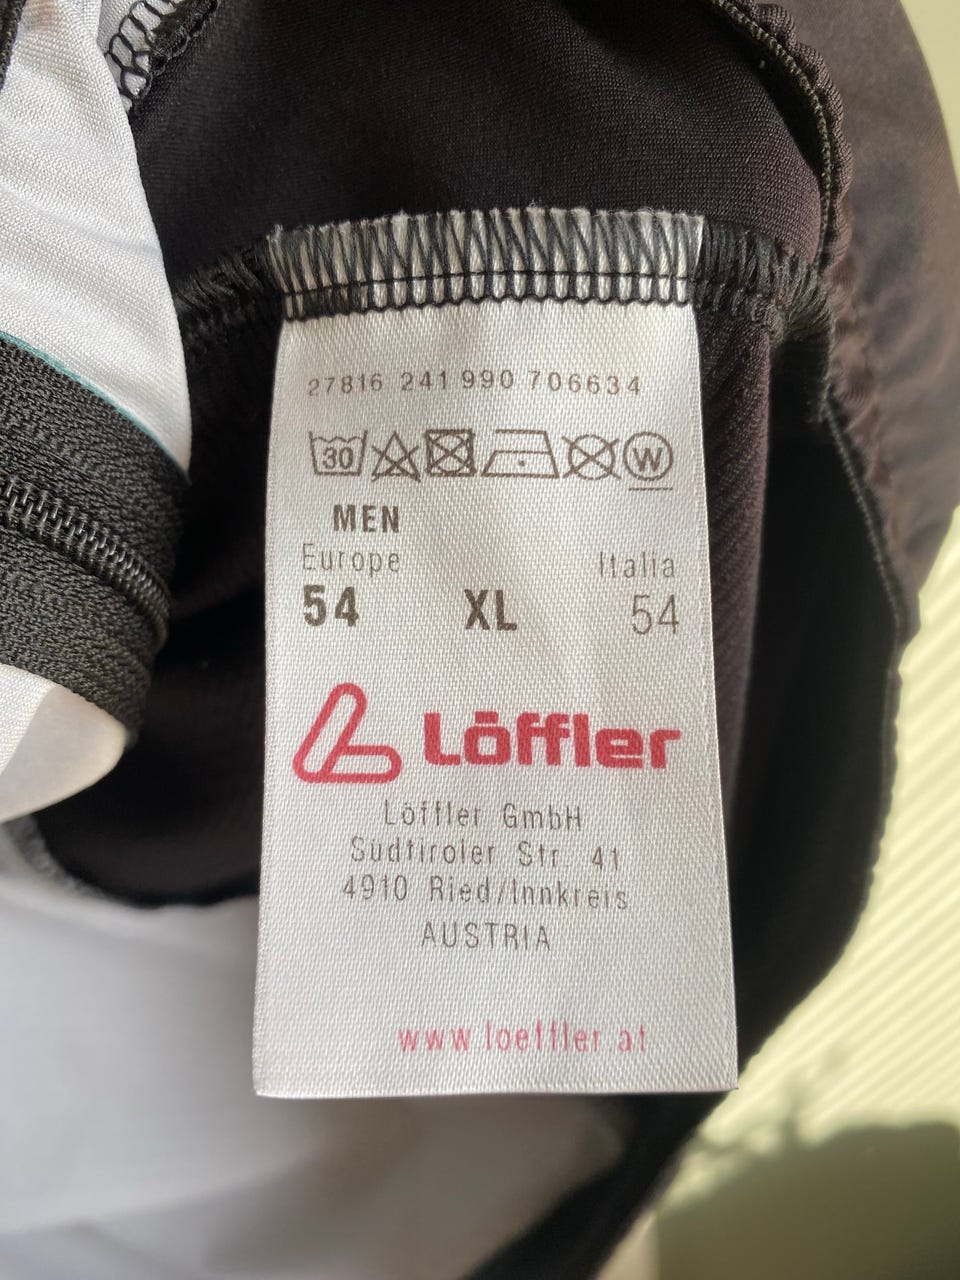 27816 241 990 706634
30 W
MEN
Europe Italia
54 XL 54
Löffler
Löffler GmbH
Südtiroler Str. 41
4910 Ried/Innkreis
AUSTRIA
www.loeffler.at